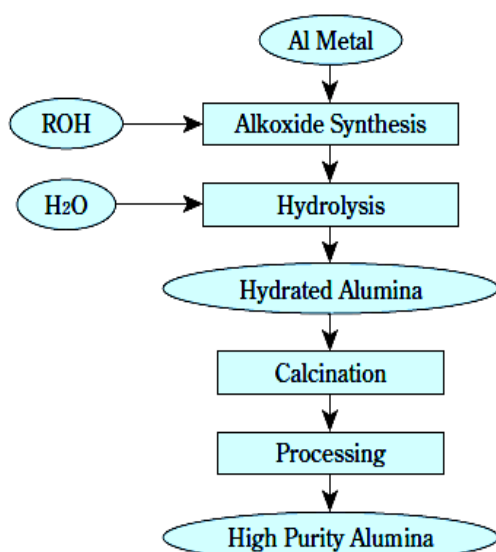 Al Metal
ROH
Alkoxide Synthesis
H₂O
Hydrolysis
Hydrated Alumina
Calcination
Processing
High Purity Alumina